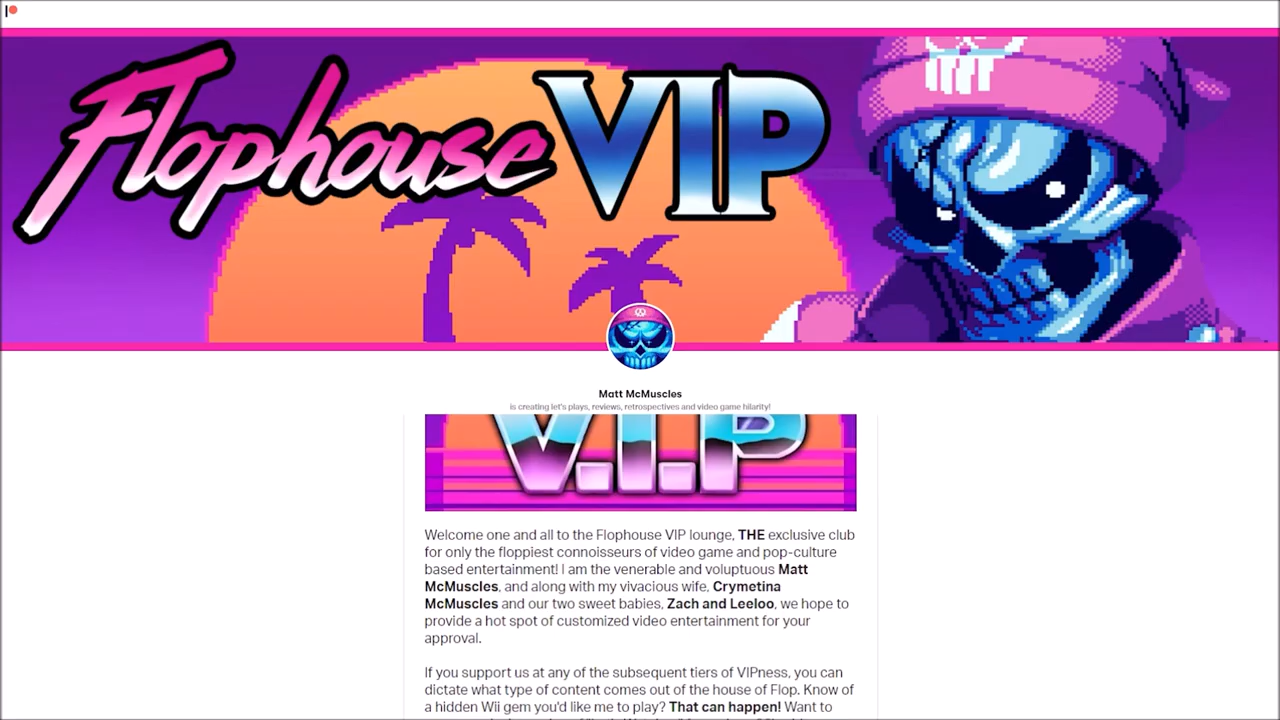 Flophouse VIP
Matt McMuscles
is creating let's plays, reviews, retrospectives and video game hilarity!
V.I.P
Welcome one and all to the Flophouse VIP lounge, THE exclusive club
for only the floppiest connoisseurs of video game and pop-culture
based entertainment! I am the venerable and voluptuous Matt
McMuscles, and along with my vivacious wife, Crymetina
McMuscles and our two sweet babies, Zach and Leeloo, we hope to
provide a hot spot of customized video entertainment for your
approval.
If you support us at any of the subsequent tiers of VIPness, you can
dictate what type of content comes out of the house of Flop. Know of
a hidden Wii gem you'd like me to play? That can happen! Want to